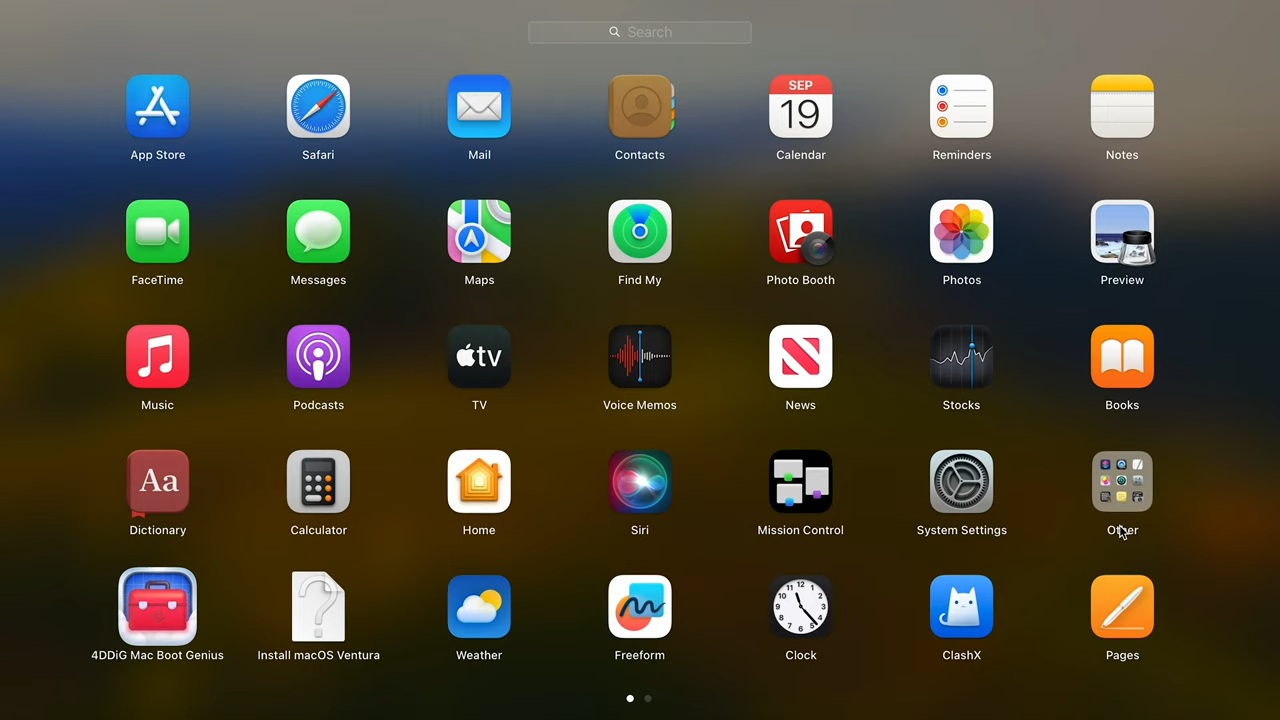 Search
SEP
19
App Store
Safari
Mail
Contacts
Calendar
Reminders
Notes
FaceTime
Messages
Maps
Find My
Photo Booth
Photos
Preview
tv
Music
Podcasts
TV
Voice Memos
News
Stocks
Books
Aa
Dictionary
Calculator
Home
Siri
Mission Control
System Settings
Other
4DDiG Mac Boot Genius
Install macOS Ventura
Weather
Freeform
Clock
ClashX
Pages